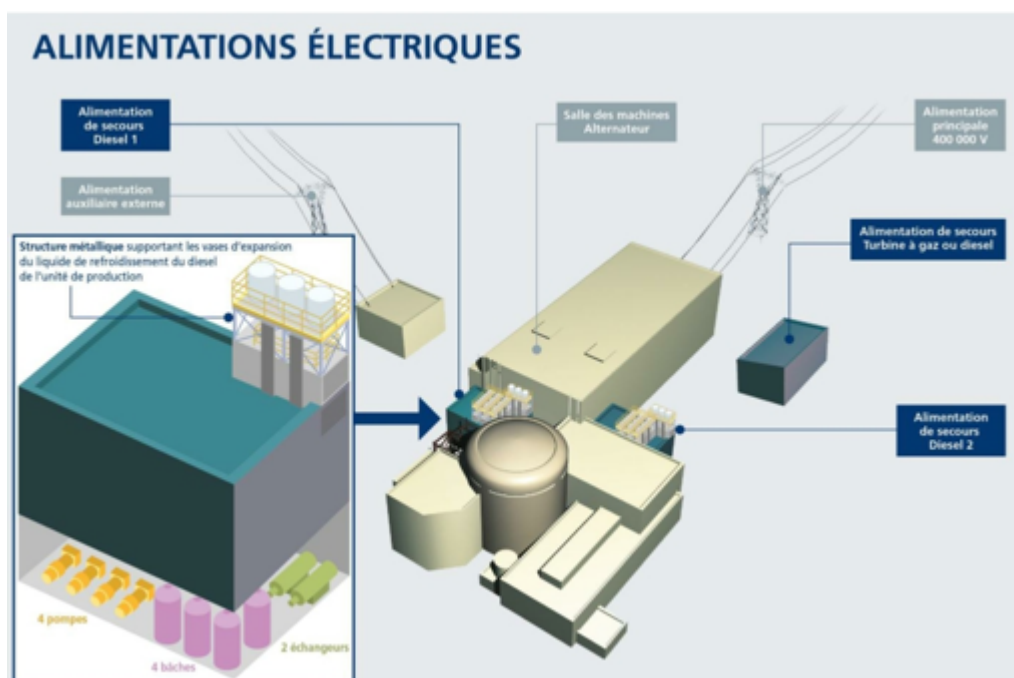 ALIMENTATIONS ÉLECTRIQUES
Alimentation
de secours
Diesel 1
Salle des machines
Alternateur
Alimentation
principale
400 000 V
Alimentation
auxiliaire externe
Alimentation de secours
Turbine à gaz ou diesel
Structure métallique supportant les vases d'expansion
du liquide de refroidissement du diesel
de l'unité de production
Alimentation
de secours
Diesel 2
4 pompes
4 bâches
2 échangeurs